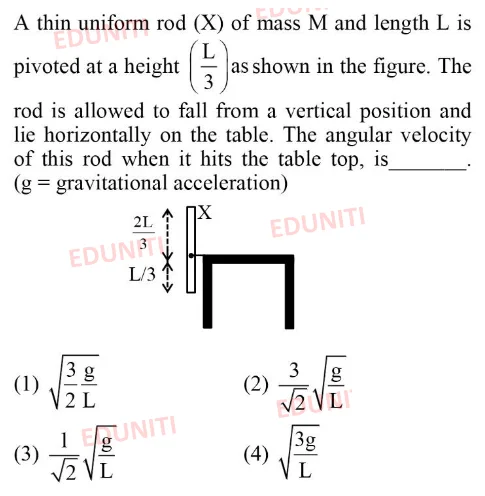 A thin uniform rod (X) of mass M and length L is
pivoted at a height (L/3) as shown in the figure. The
rod is allowed to fall from a vertical position and
lie horizontally on the table. The angular velocity
of this rod when it hits the table top, is_______.
(g = gravitational acceleration)
X
2L/3
L/3
(1) √(3/2 g/L) (2) 3/√2 √(g/L)
(3) 1/√2 √(g/L) (4) √(3g/L)
EDUNITI
EDUNITI
EDUNITI
EDUNITI
EDUNITI
EDUNITI